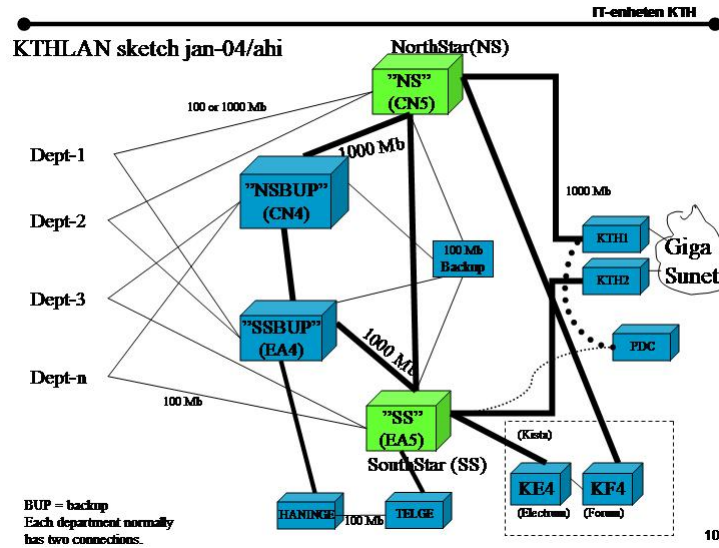 IT-enheten KTH
KTHLAN sketch jan-04/ahi
NorthStar(NS)
"NS"
(CN5)
100 or 1000 Mb
Dept-1
1000 Mb
"NSBUP"
(CN4)
1000 Mb
Dept-2
KTH1
Giga
Sunet
100 Mb
Backup
KTH2
Dept-3
"SSBUP"
(EA4)
1000 Mb
PDC
Dept-n
100 Mb
"SS"
(EA5)
(Kista)
SouthStar (SS)
KE4
KF4
(Electrum)
(Forum)
HANINGE
100 Mb
TELGE
BUP = backup
Each department normally
has two connections.
10